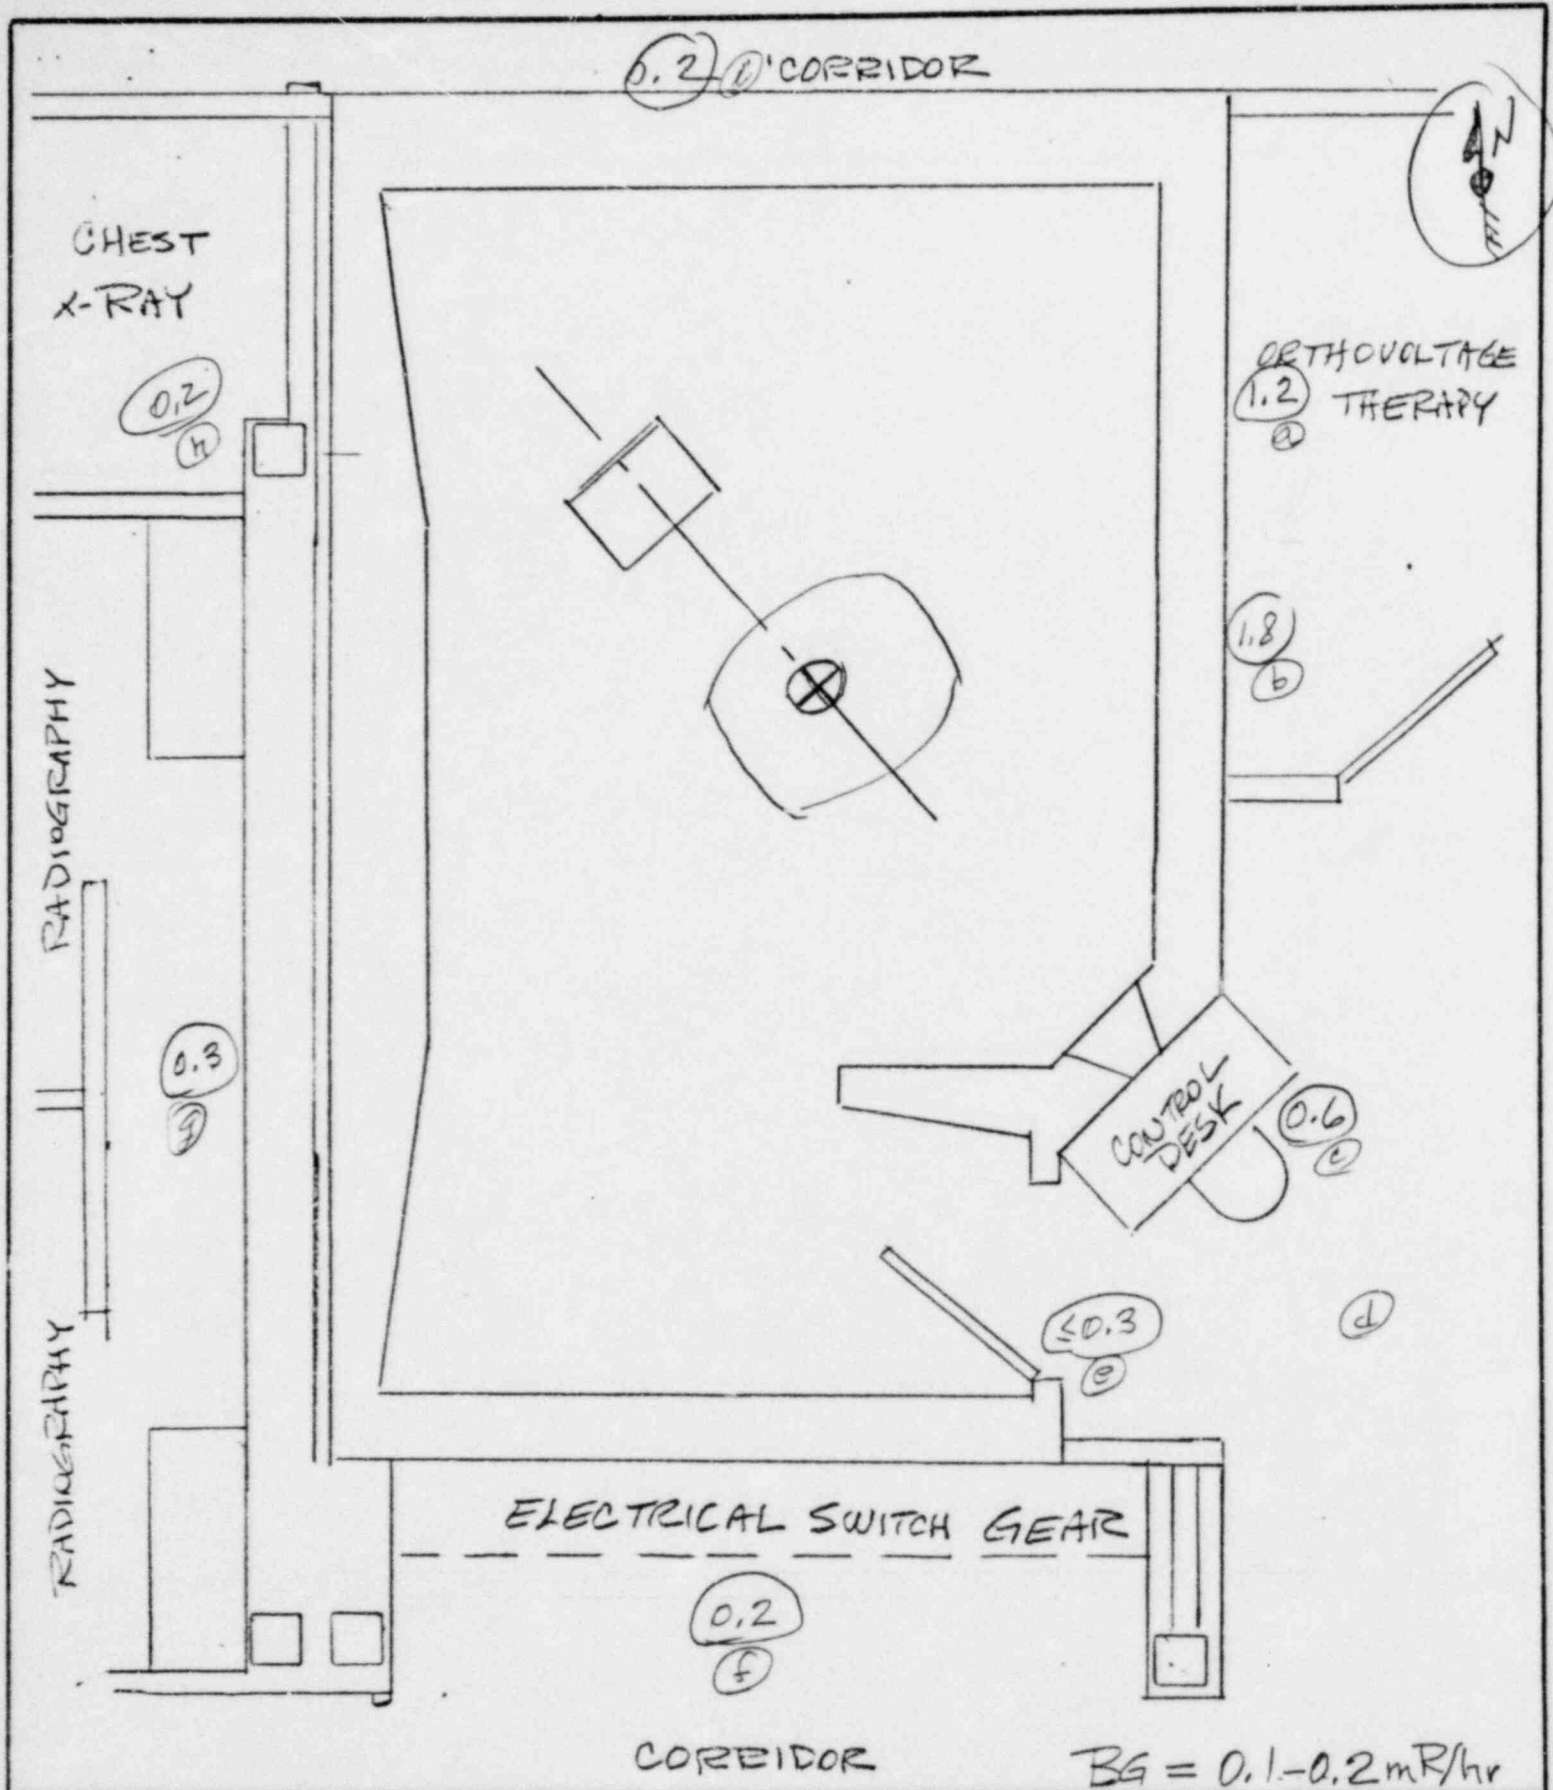 0.2 i CORRIDOR
N
CHEST
X-RAY
0.2
h
ORTHOVOLTAGE
THERAPY
1.2
a
1.8
b
RADIOGRAPHY
0.3
g
CONTROL
DESK
0.6
c
d
≤0.3
e
RADIOGRAPHY
ELECTRICAL SWITCH GEAR
0.2
f
CORRIDOR
BG = 0.1-0.2 mR/hr